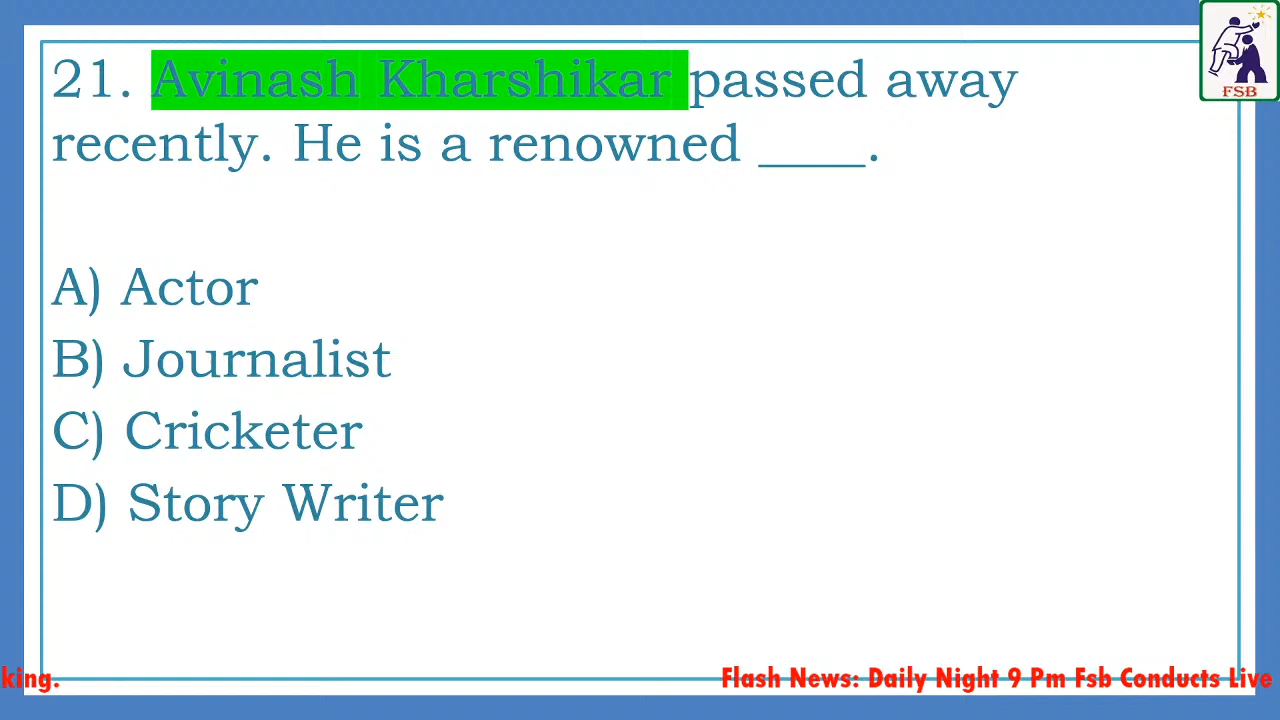 21. Avinash Kharshikar passed away
recently. He is a renowned ____.
A) Actor
B) Journalist
C) Cricketer
D) Story Writer
FSB
king. Flash News: Daily Night 9 Pm Fsb Conducts Live